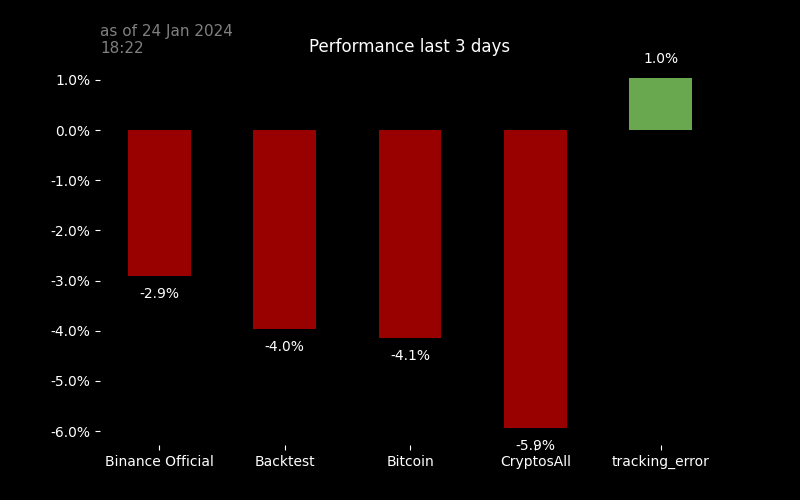 as of 24 Jan 2024
18:22
Performance last 3 days
1.0%
1.0%
0.0%
-1.0%
-2.0%
-3.0%
-4.0%
-5.0%
-6.0%
-2.9%
-4.0%
-4.1%
-5.9%
Binance Official
Backtest
Bitcoin
CryptosAll
tracking_error